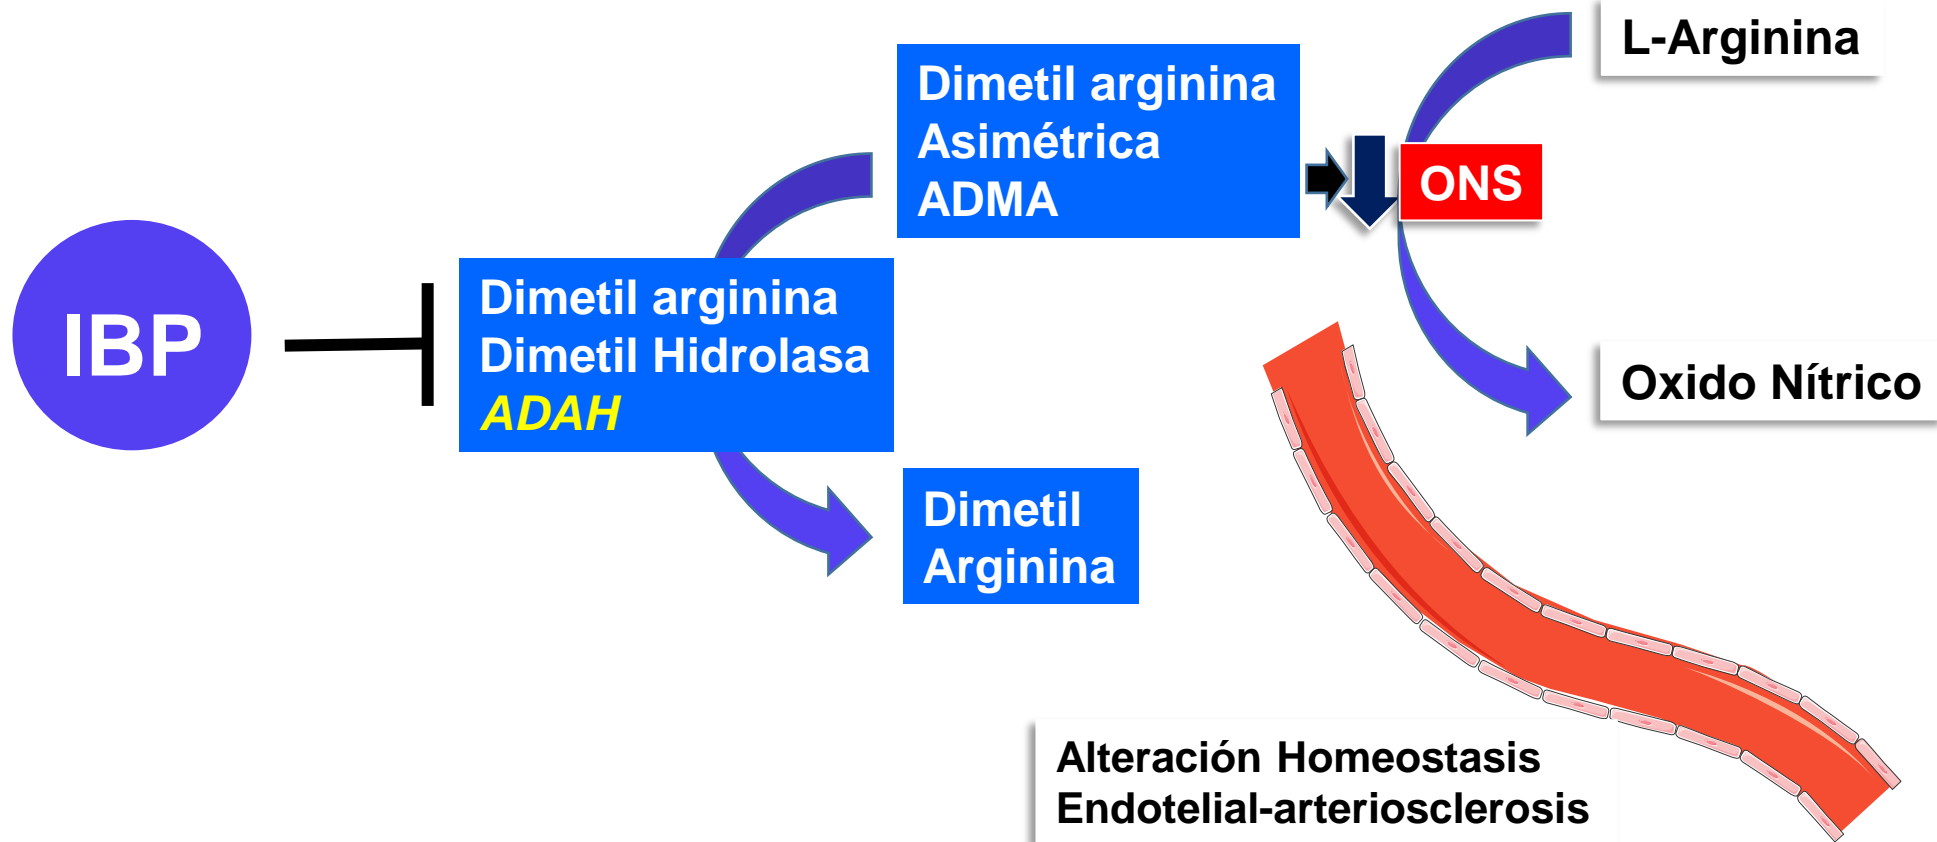 IBP
Dimetil arginina
Dimetil Hidrolasa
ADAH
Dimetil arginina
Asimétrica
ADMA
Dimetil
Arginina
ONS
L-Arginina
Oxido Nítrico
Alteración Homeostasis
Endotelial-arteriosclerosis